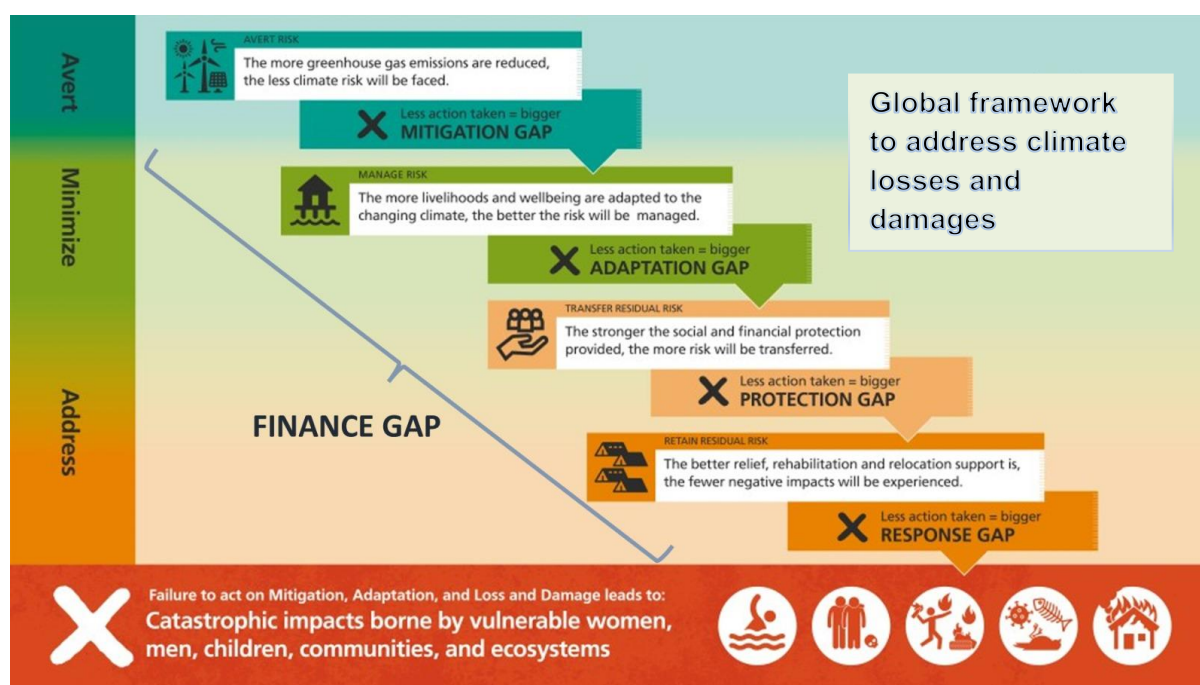 Avert
AVERT RISK
The more greenhouse gas emissions are reduced,
the less climate risk will be faced.
Less action taken = bigger
MITIGATION GAP
Global framework
to address climate
losses and
damages
Minimize
MANAGE RISK
The more livelihoods and wellbeing are adapted to the
changing climate, the better the risk will be managed.
Less action taken = bigger
ADAPTATION GAP
TRANSFER RESIDUAL RISK
The stronger the social and financial protection
provided, the more risk will be transferred.
Less action taken = bigger
PROTECTION GAP
Address
FINANCE GAP
RETAIN RESIDUAL RISK
The better relief, rehabilitation and relocation support is,
the fewer negative impacts will be experienced.
Less action taken = bigger
RESPONSE GAP
Failure to act on Mitigation, Adaptation, and Loss and Damage leads to:
Catastrophic impacts borne by vulnerable women,
men, children, communities, and ecosystems